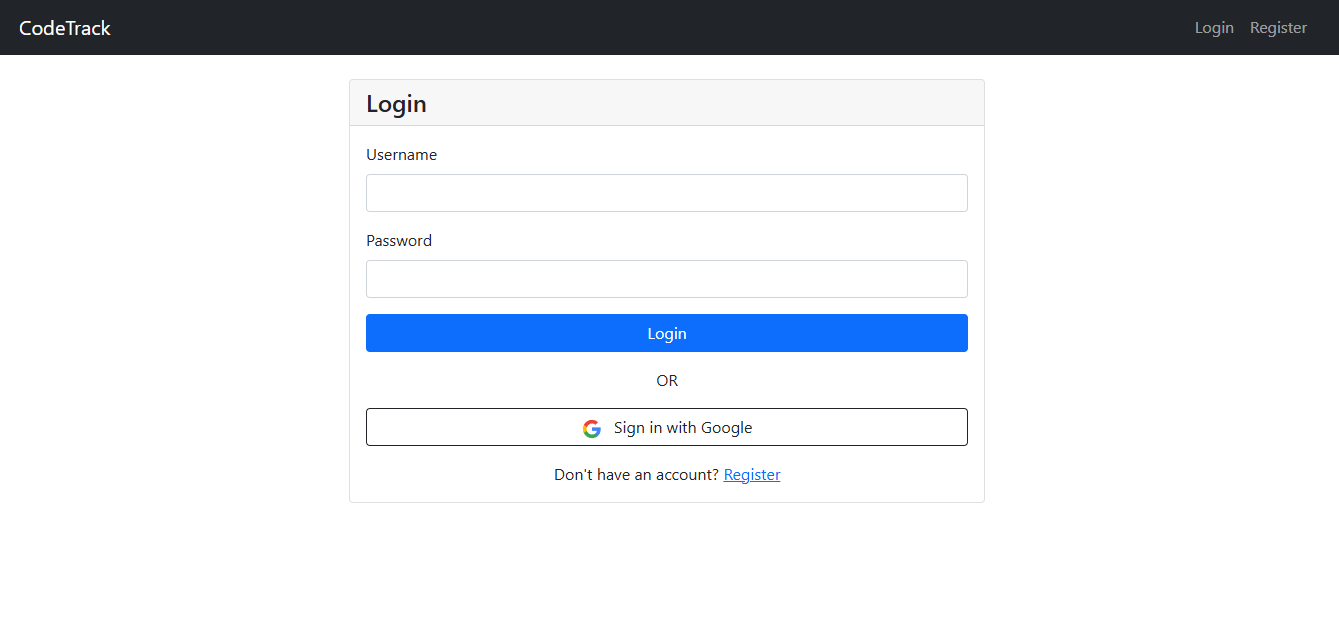 CodeTrack Login Register
Login
Username
Password
Login
OR
Sign in with Google
Don't have an account? Register